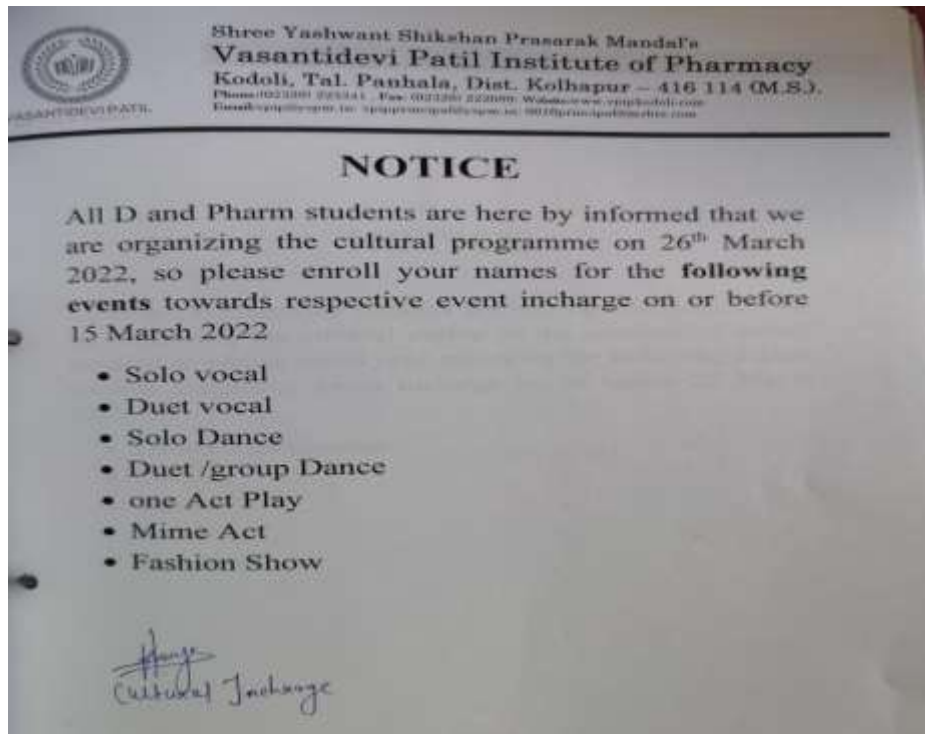 Shree Yashwant Shikshan Prasarak Mandal's
Vasantidevi Patil Institute of Pharmacy
Kodoli, Tal. Panhala, Dist. Kolhapur – 416 114 (M.S.).
VASANTIDEVI PATIL
NOTICE
All D and Pharm students are here by informed that we
are organizing the cultural programme on 26th March
2022, so please enroll your names for the following
events towards respective event incharge on or before
15 March 2022
• Solo vocal
• Duet vocal
• Solo Dance
• Duet /group Dance
• one Act Play
• Mime Act
• Fashion Show
Cultural Incharge